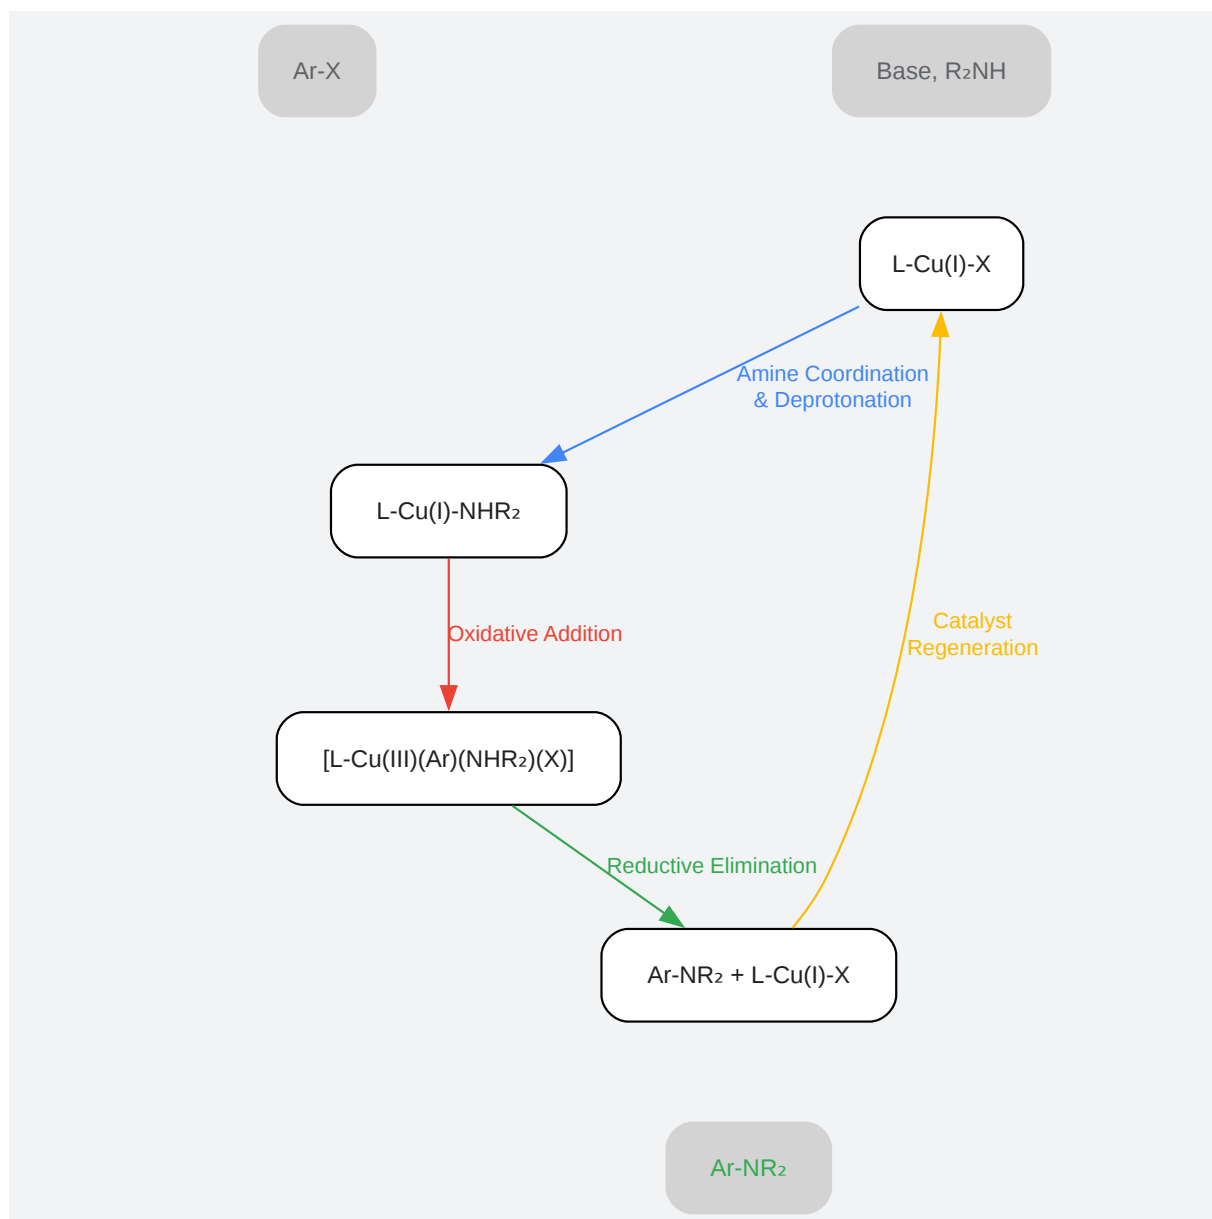 Ar-X
Base, R₂NH
L-Cu(I)-X
Amine Coordination
& Deprotonation
L-Cu(I)-NHR₂
Catalyst
Regeneration
Oxidative Addition
[L-Cu(III)(Ar)(NHR₂)(X)]
Reductive Elimination
Ar-NR₂ + L-Cu(I)-X
Ar-NR₂